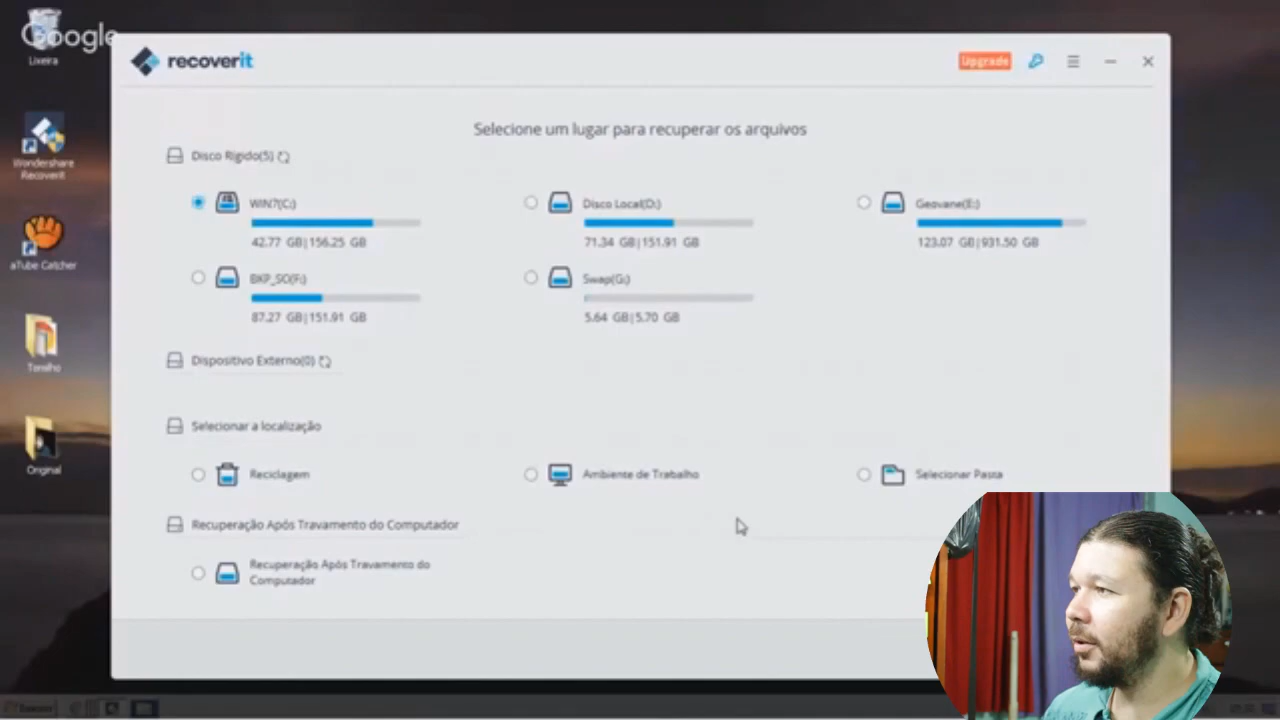 Google
Lixeira
recoverit
Upgrade
Selecione um lugar para recuperar os arquivos
Disco Rígido(5)
WIN7(C:)
42.77 GB|156.25 GB
Disco Local(D:)
71.34 GB|151.91 GB
Geovane(E:)
123.07 GB|931.50 GB
BKP_SO(F:)
87.27 GB|151.91 GB
Swap(G:)
5.64 GB|5.70 GB
Dispositivo Externo(0)
Selecionar a localização
Reciclagem
Ambiente de Trabalho
Selecionar Pasta
Recuperação Após Travamento do Computador
Recuperação Após Travamento do
Computador
Wondershare
Recoverit
aTube Catcher
Original